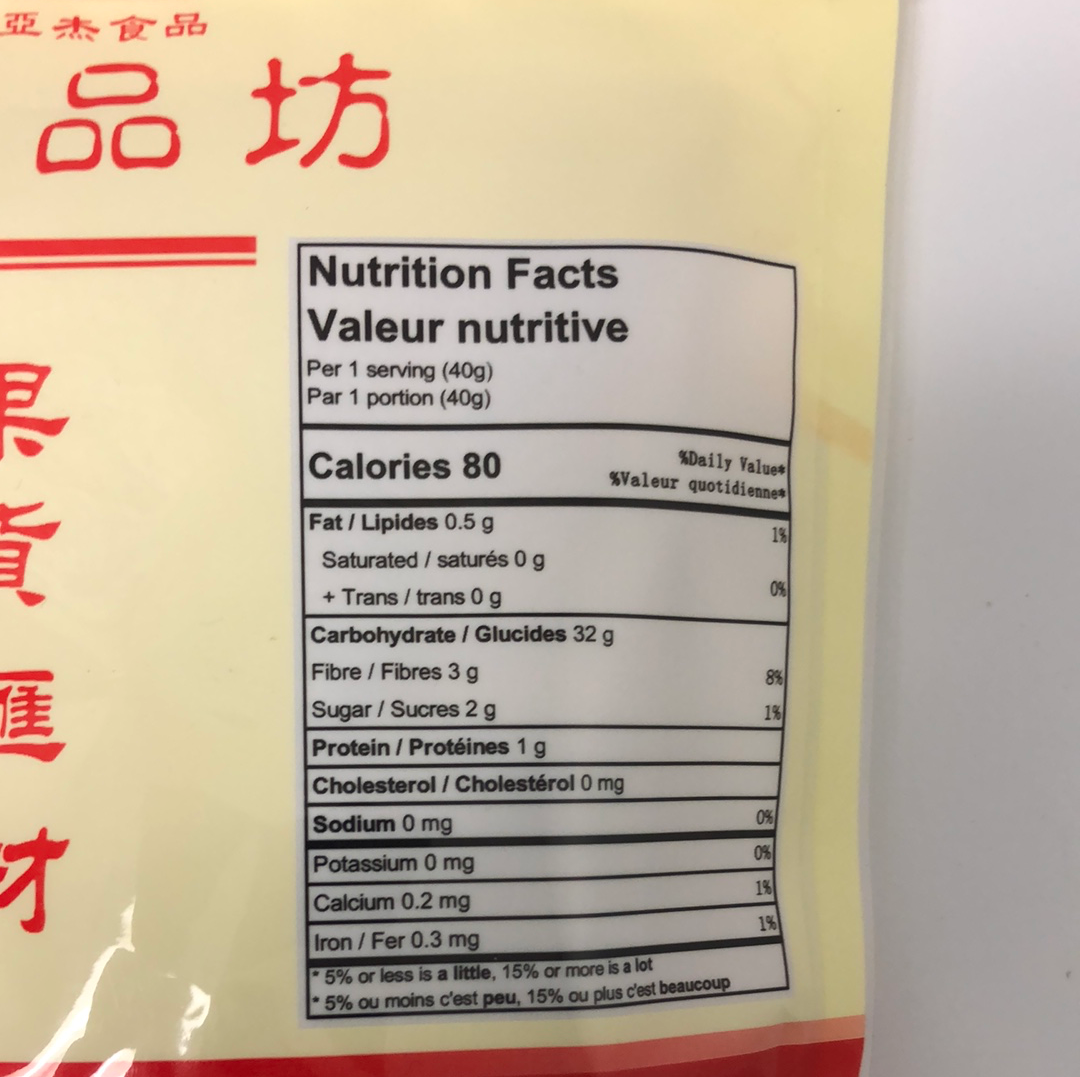 亞杰食品
品坊
Nutrition Facts
Valeur nutritive
Per 1 serving (40g)
Par 1 portion (40g)
Calories 80
%Daily Value*
%Valeur quotidienne*
Fat / Lipides 0.5 g 1%
Saturated / saturés 0 g
+ Trans / trans 0 g 0%
Carbohydrate / Glucides 32 g
Fibre / Fibres 3 g 8%
Sugar / Sucres 2 g 1%
Protein / Protéines 1 g
Cholesterol / Cholestérol 0 mg
Sodium 0 mg 0%
Potassium 0 mg 0%
Calcium 0.2 mg 1%
Iron / Fer 0.3 mg 1%
* 5% or less is a little, 15% or more is a lot
* 5% ou moins c'est peu, 15% ou plus c'est beaucoup
果
貨
匯
材